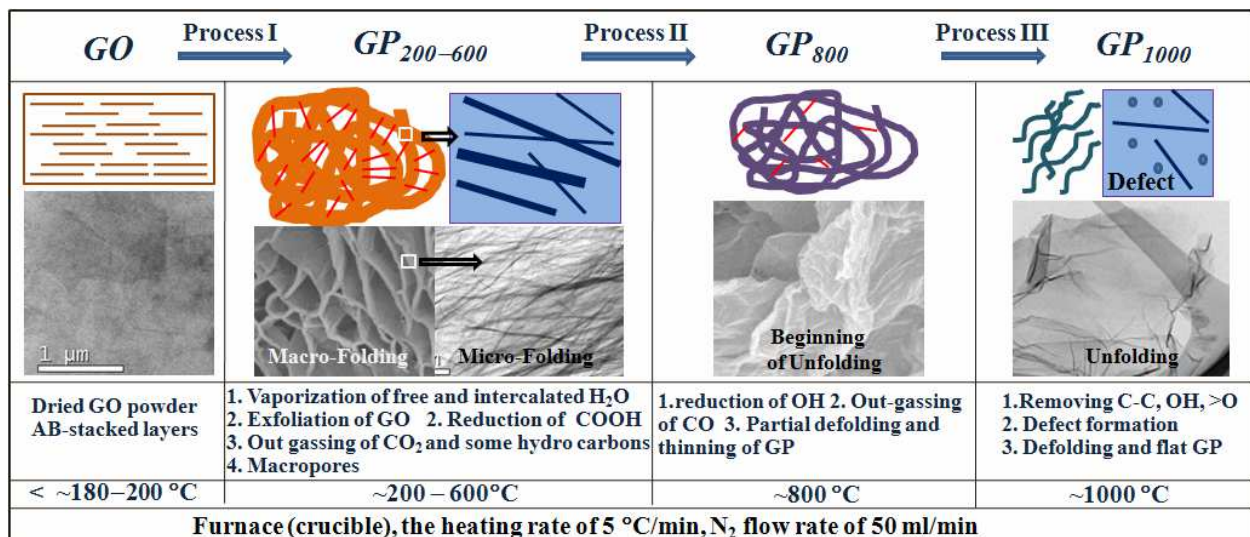 GO
Process I
GP200–600
Process II
GP800
Process III
GP1000
Defect
1 μm
Macro-Folding
Micro-Folding
Beginning
of Unfolding
Unfolding
Dried GO powder
AB-stacked layers
1. Vaporization of free and intercalated H2O
2. Exfoliation of GO 2. Reduction of COOH
3. Out gassing of CO2 and some hydro carbons
4. Macropores
1.reduction of OH 2. Out-gassing
of CO 3. Partial defolding and
thinning of GP
1.Removing C-C, OH, >O
2. Defect formation
3. Defolding and flat GP
< ~180–200 °C
~200 – 600°C
~800 °C
~1000 °C
Furnace (crucible), the heating rate of 5 °C/min, N2 flow rate of 50 ml/min